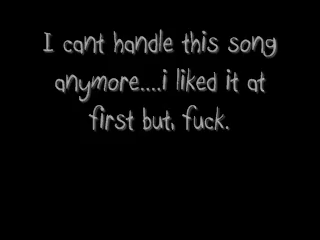 I cant handle this song
anymore....i liked it at
first but, fuck.